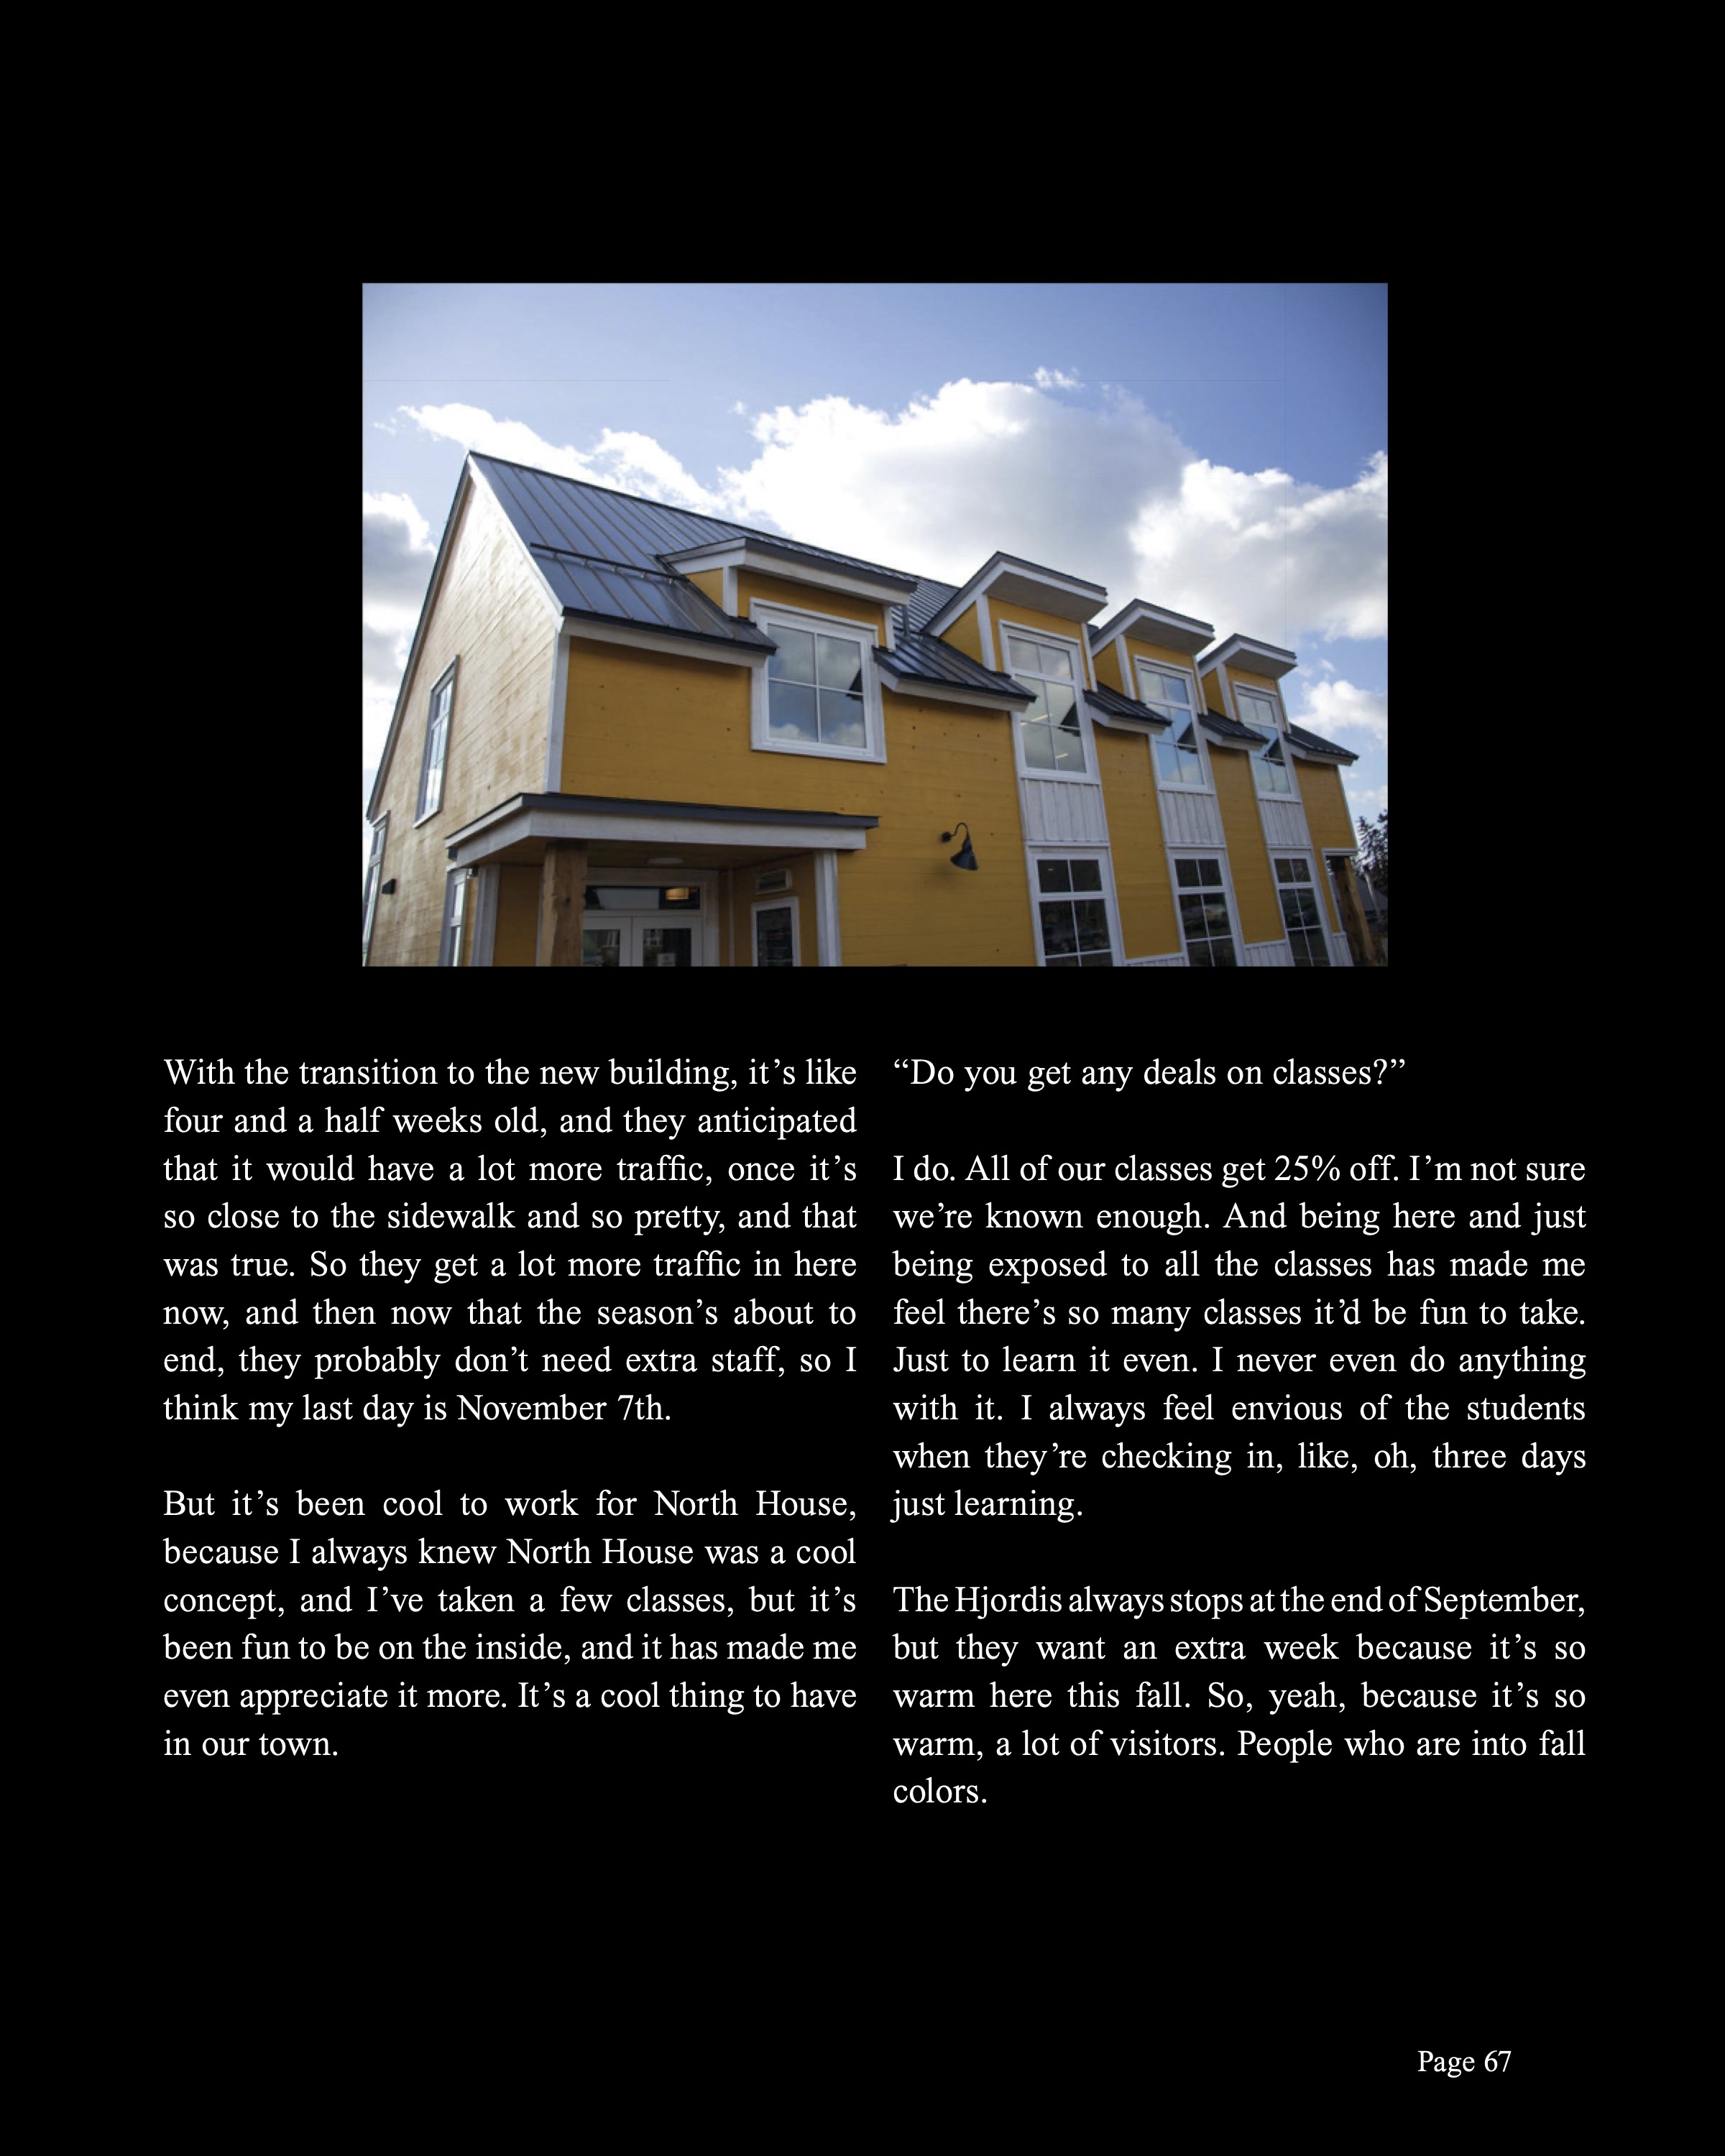 With the transition to the new building, it’s like
four and a half weeks old, and they anticipated
that it would have a lot more traffic, once it’s
so close to the sidewalk and so pretty, and that
was true. So they get a lot more traffic in here
now, and then now that the season’s about to
end, they probably don’t need extra staff, so I
think my last day is November 7th.
But it’s been cool to work for North House,
because I always knew North House was a cool
concept, and I’ve taken a few classes, but it’s
been fun to be on the inside, and it has made me
even appreciate it more. It’s a cool thing to have
in our town.
“Do you get any deals on classes?”
I do. All of our classes get 25% off. I’m not sure
we’re known enough. And being here and just
being exposed to all the classes has made me
feel there’s so many classes it’d be fun to take.
Just to learn it even. I never even do anything
with it. I always feel envious of the students
when they’re checking in, like, oh, three days
just learning.
The Hjordis always stops at the end of September,
but they want an extra week because it’s so
warm here this fall. So, yeah, because it’s so
warm, a lot of visitors. People who are into fall
colors.
Page 67